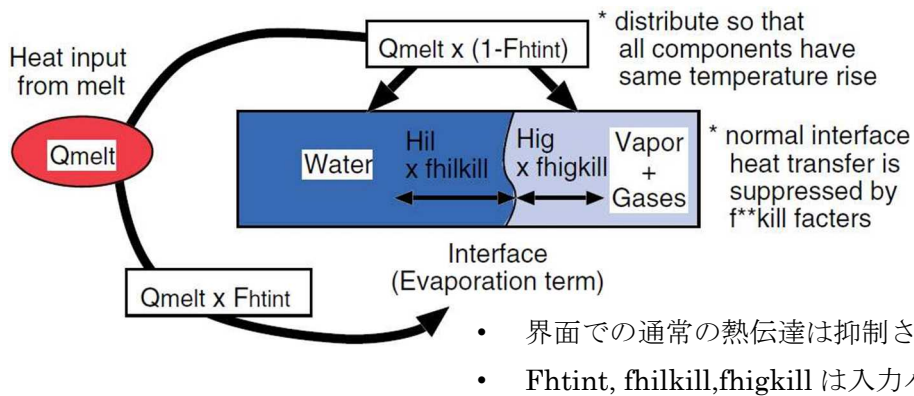 Heat input
from melt
Qmelt
Qmelt x (1-Fhtint)
* distribute so that
all components have
same temperature rise
Water
Hil
x fhilkill
Hig
x fhigkill
Vapor
+
Gases
* normal interface
heat transfer is
suppressed by
f**kill facters
Interface
(Evaporation term)
Qmelt x Fhtint
• 界面での通常の熱伝達は抑制さ
• Fhtint, fhilkill,fhigkill は入力